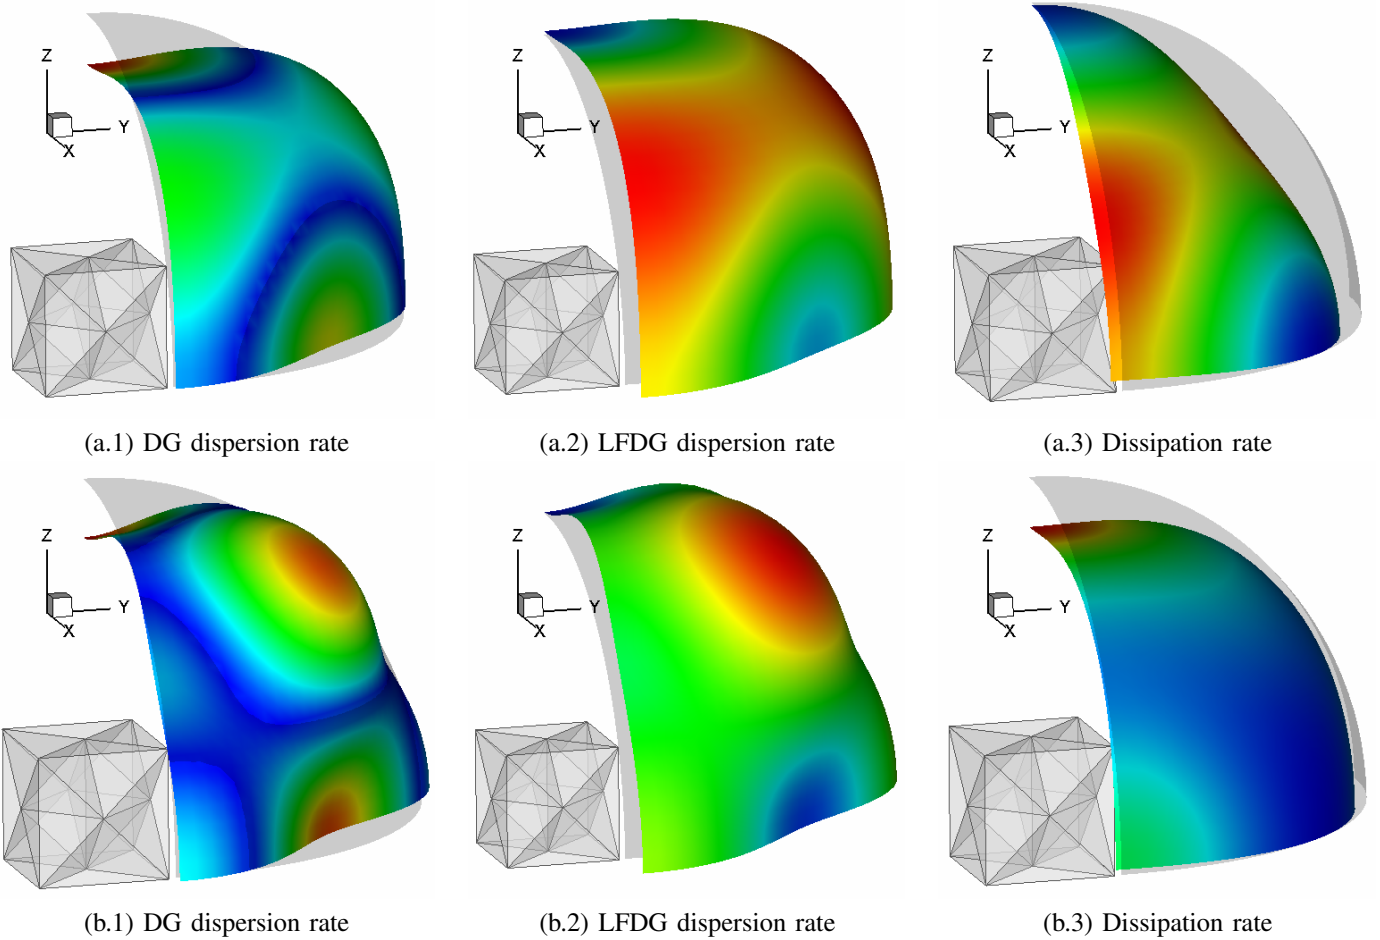 Z
Y
X
Z
Y
X
Z
Y
X
(a.1) DG dispersion rate
(a.2) LFDG dispersion rate
(a.3) Dissipation rate
Z
Y
X
Z
Y
X
Z
Y
X
(b.1) DG dispersion rate
(b.2) LFDG dispersion rate
(b.3) Dissipation rate